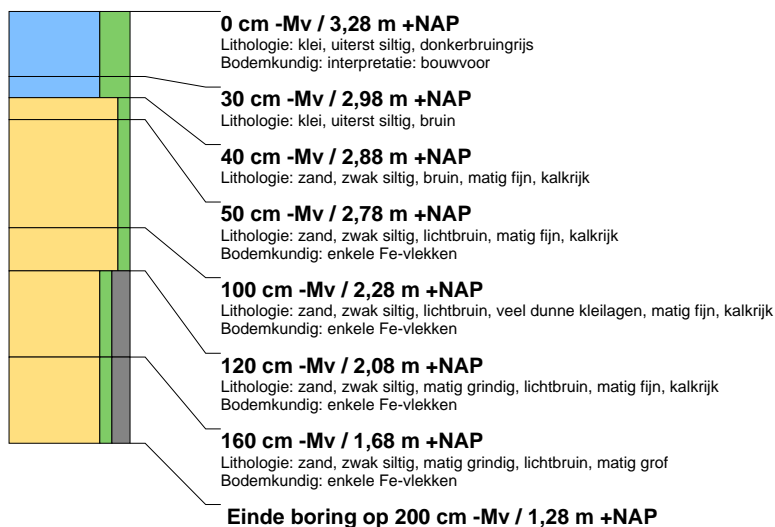 0 cm -Mv / 3,28 m +NAP
Lithologie: klei, uiterst siltig, donkerbruingrijs
Bodemkundig: interpretatie: bouwvoor
30 cm -Mv / 2,98 m +NAP
Lithologie: klei, uiterst siltig, bruin
40 cm -Mv / 2,88 m +NAP
Lithologie: zand, zwak siltig, bruin, matig fijn, kalkrijk
50 cm -Mv / 2,78 m +NAP
Lithologie: zand, zwak siltig, lichtbruin, matig fijn, kalkrijk
Bodemkundig: enkele Fe-vlekken
100 cm -Mv / 2,28 m +NAP
Lithologie: zand, zwak siltig, lichtbruin, veel dunne kleilagen, matig fijn, kalkrijk
Bodemkundig: enkele Fe-vlekken
120 cm -Mv / 2,08 m +NAP
Lithologie: zand, zwak siltig, matig grindig, lichtbruin, matig fijn, kalkrijk
Bodemkundig: enkele Fe-vlekken
160 cm -Mv / 1,68 m +NAP
Lithologie: zand, zwak siltig, matig grindig, lichtbruin, matig grof
Bodemkundig: enkele Fe-vlekken
Einde boring op 200 cm -Mv / 1,28 m +NAP